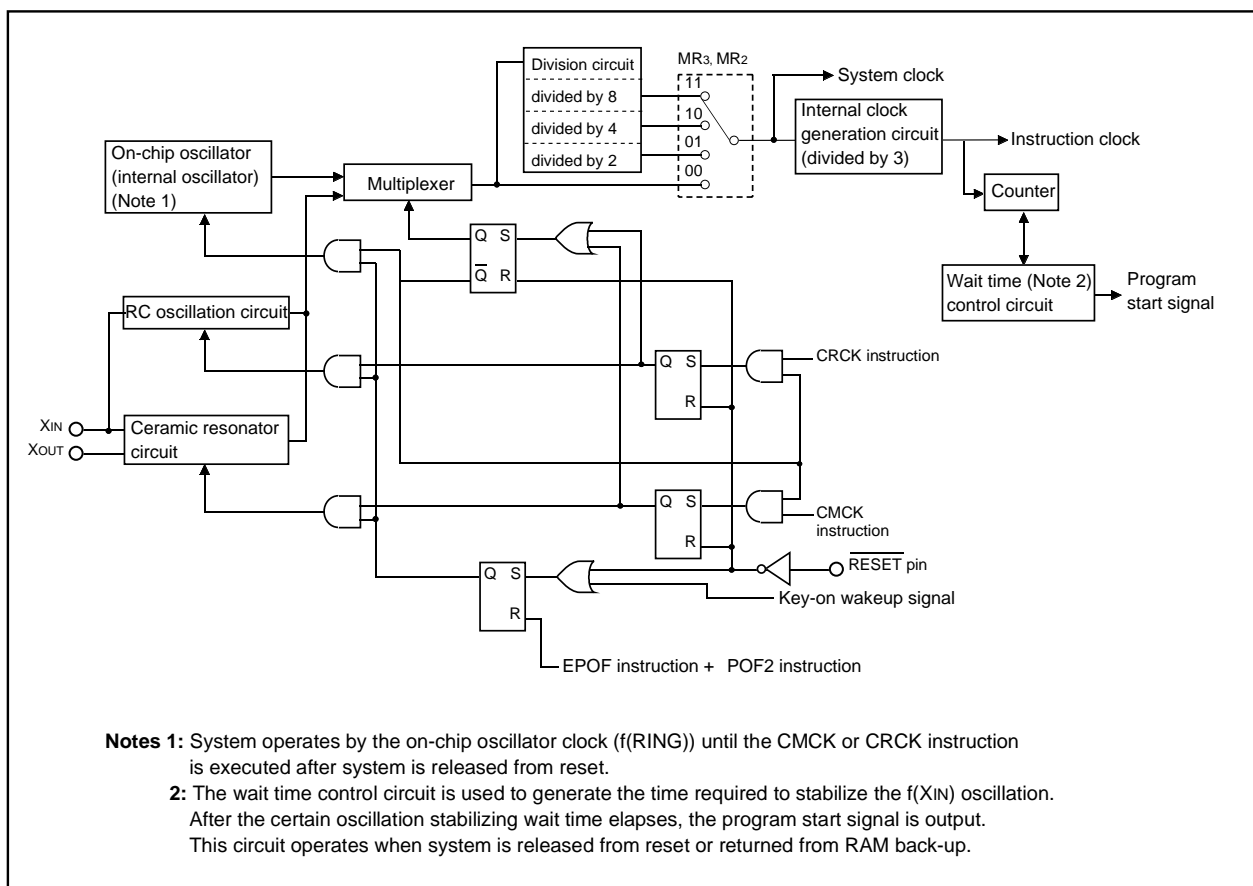 Division circuit
divided by 8
divided by 4
divided by 2
MR3, MR2
11
10
01
00
System clock
Internal clock
generation circuit
(divided by 3)
Instruction clock
On-chip oscillator
(internal oscillator)
(Note 1)
Multiplexer
Counter
Q S
Q R
Wait time (Note 2)
control circuit
Program
start signal
RC oscillation circuit
Q S
R
CRCK instruction
XIN
XOUT
Ceramic resonator
circuit
Q S
R
CMCK
instruction
RESET pin
Q S
R
Key-on wakeup signal
EPOF instruction + POF2 instruction
Notes 1: System operates by the on-chip oscillator clock (f(RING)) until the CMCK or CRCK instruction
is executed after system is released from reset.
2: The wait time control circuit is used to generate the time required to stabilize the f(XIN) oscillation.
After the certain oscillation stabilizing wait time elapses, the program start signal is output.
This circuit operates when system is released from reset or returned from RAM back-up.